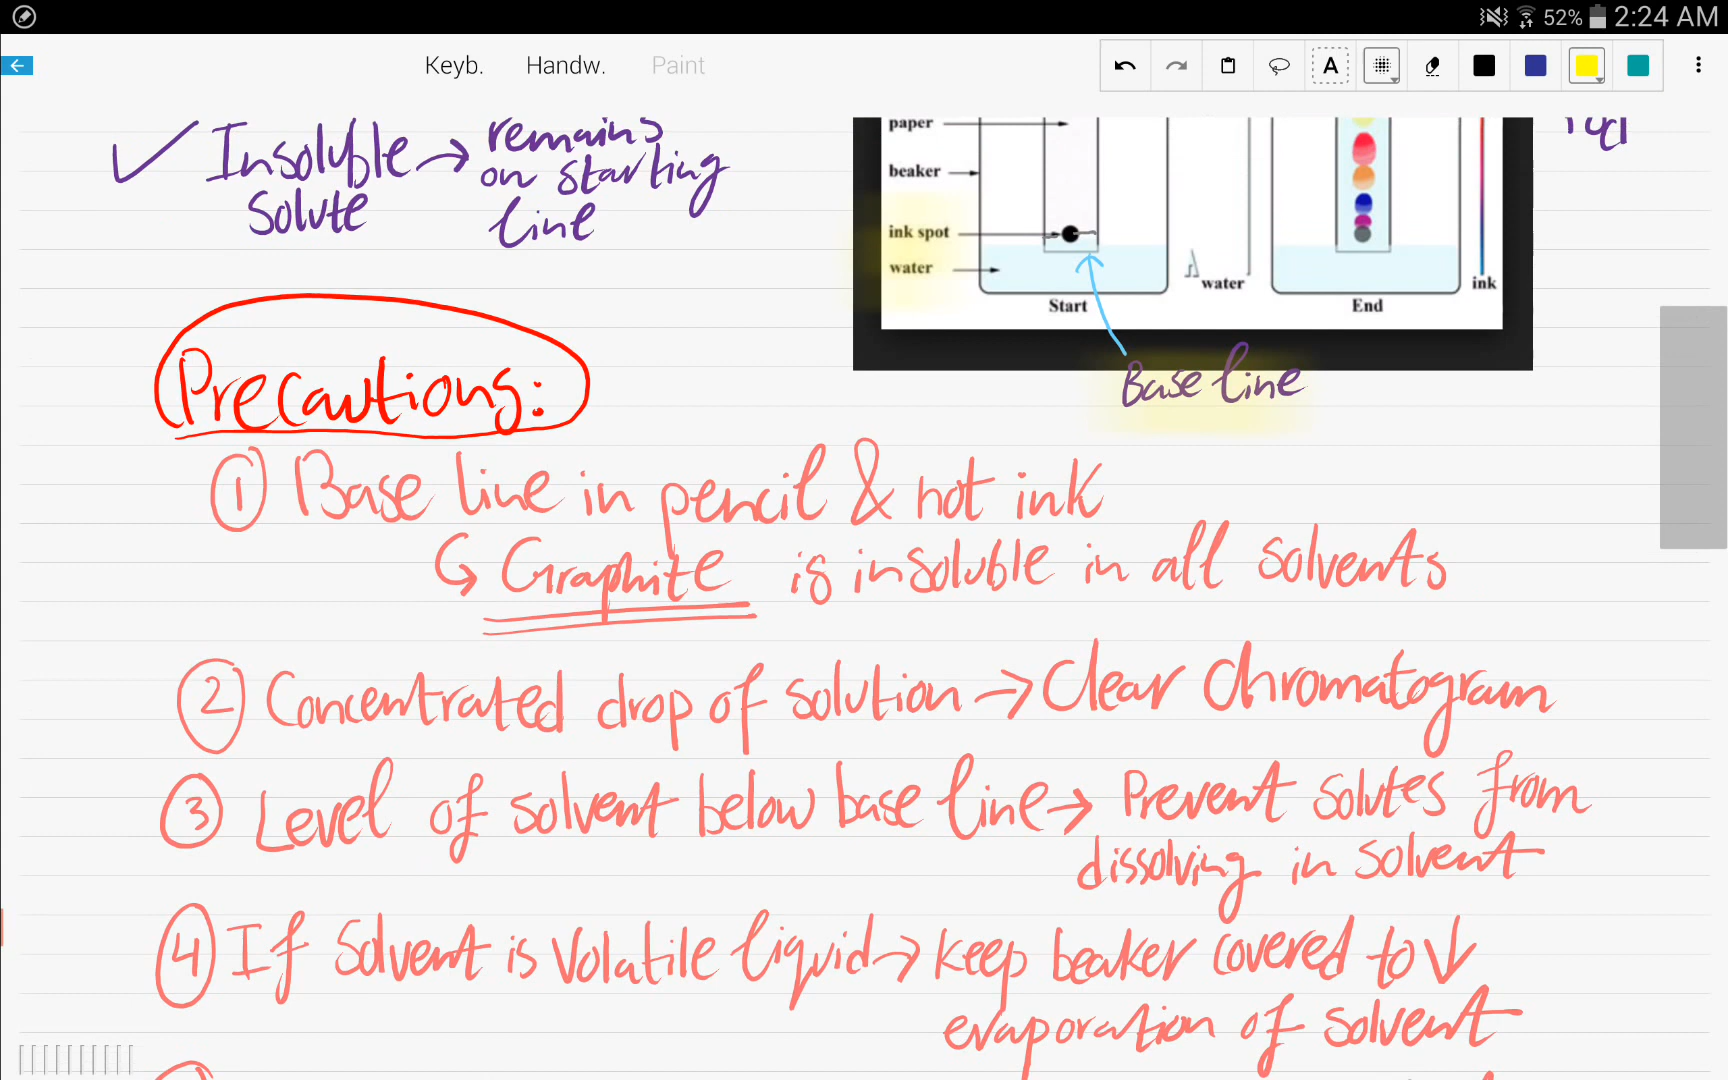 52% 2:24 AM
Keyb. Handw. Paint
A
✓ Insoluble → remains
solute on starting
line
paper
beaker
ink spot
water
Start
water
End
ink
Base line
Precautions:
① Base line in pencil & not ink
↳ Graphite is insoluble in all solvents
② Concentrated drop of solution → Clear Chromatogram
③ Level of solvent below base line → Prevent solutes from
dissolving in solvent
④ If solvent is volatile liquid → keep beaker covered to ↓
evaporation of solvent